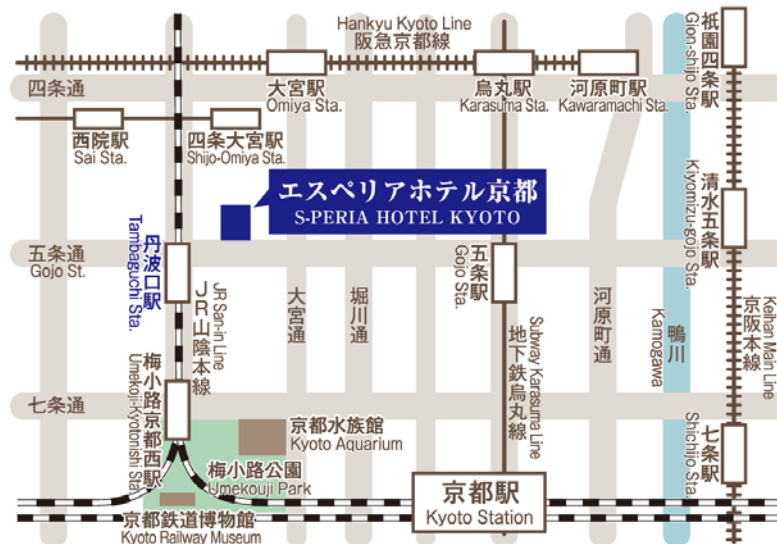 Hankyu Kyoto Line
阪急京都線
四条通
大宮駅
Omiya Sta.
烏丸駅
Karasuma Sta.
河原町駅
Kawaramachi Sta.
祇園四条駅
Gion-shijo Sta.
西院駅
Sai Sta.
四条大宮駅
Shijo-Omiya Sta.
エスペリアホテル京都
S-PERIA HOTEL KYOTO
清水五条駅
Kiyomizu-gojo Sta.
五条通
Gojo St.
丹波口駅
Tambaguchi Sta.
五条駅
Gojo Sta.
JR San-in Line
JR山陰本線
大宮通
堀川通
Subway Karasuma Line
地下鉄烏丸線
河原町通
鴨川
Kamogawa
Keihan Main Line
京阪本線
七条通
梅小路京都西駅
Umekoji-Kyotonishi Sta.
京都水族館
Kyoto Aquarium
梅小路公園
Umekouji Park
七条駅
Shichijo Sta.
京都駅
Kyoto Station
京都鉄道博物館
Kyoto Railway Museum